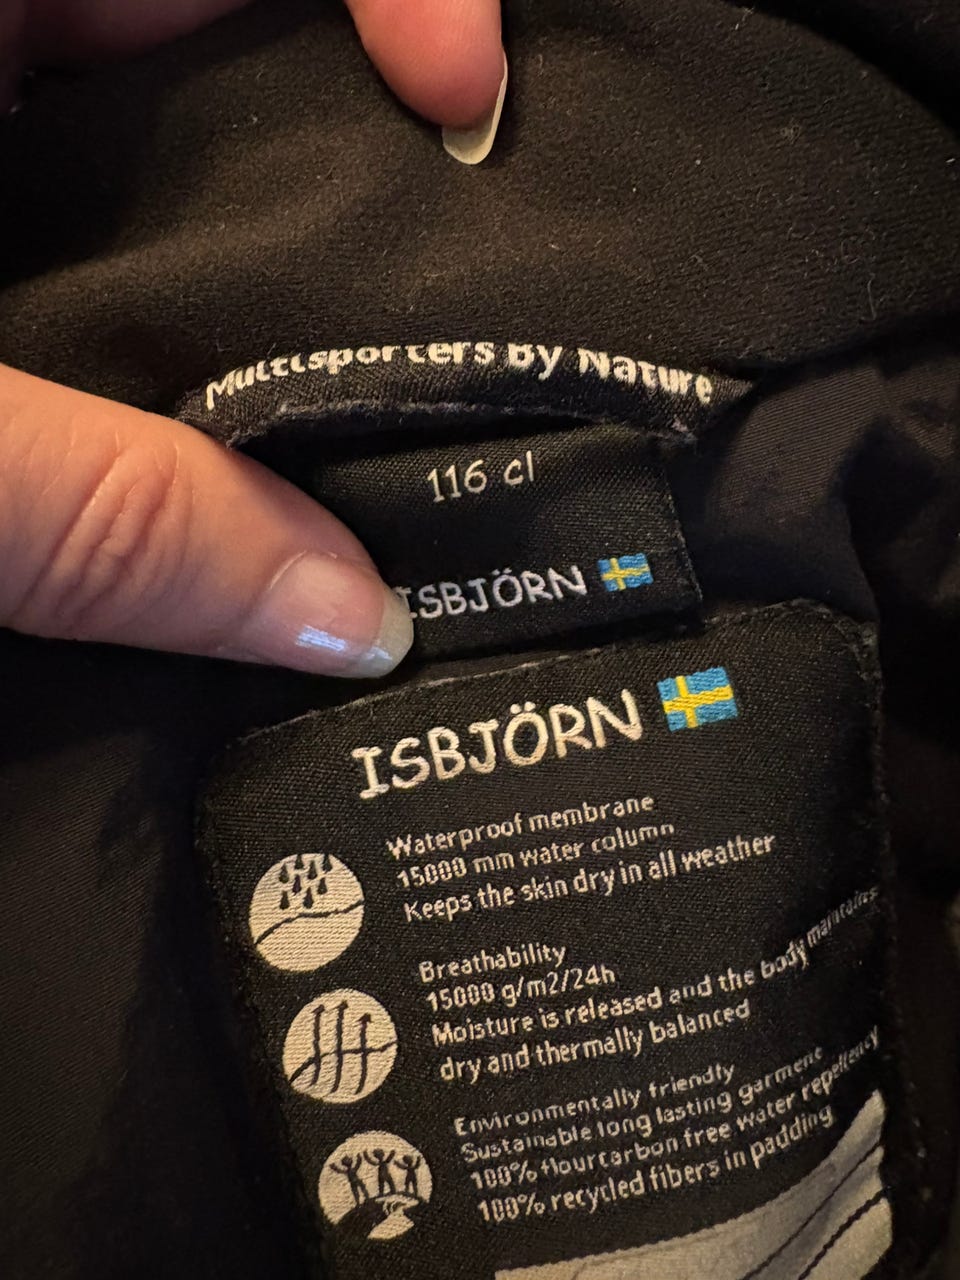 Multisporters By Nature
116 cl
ISBJÖRN
ISBJÖRN
Waterproof membrane
15000 mm water column
Keeps the skin dry in all weather
Breathability
15000 g/m2/24h
Moisture is released and the body maintains
dry and thermally balanced
Environmentally friendly
Sustainable long lasting garment
100% flourcarbon free water repellency
100% recycled fibers in padding